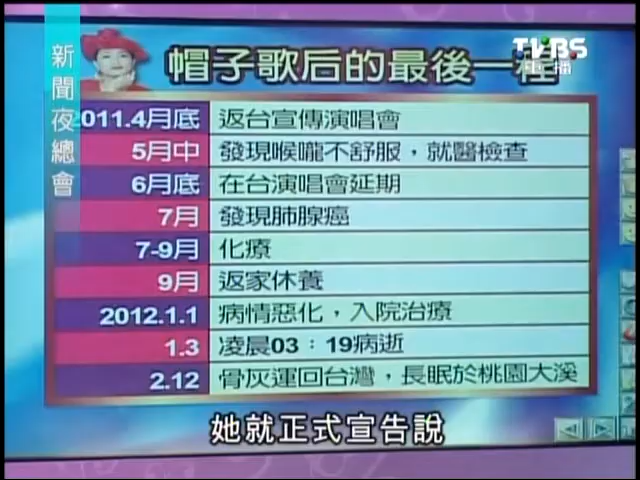 新聞夜總會
TVBS
帽子歌后的最後一程
2011.4月底 返台宣傳演唱會
5月中 發現喉嚨不舒服，就醫檢查
6月底 在台演唱會延期
7月 發現肺腺癌
7-9月 化療
9月 返家休養
2012.1.1 病情惡化，入院治療
1.3 凌晨03：19病逝
2.12 骨灰運回台灣，長眠於桃園大溪
她就正式宣告說